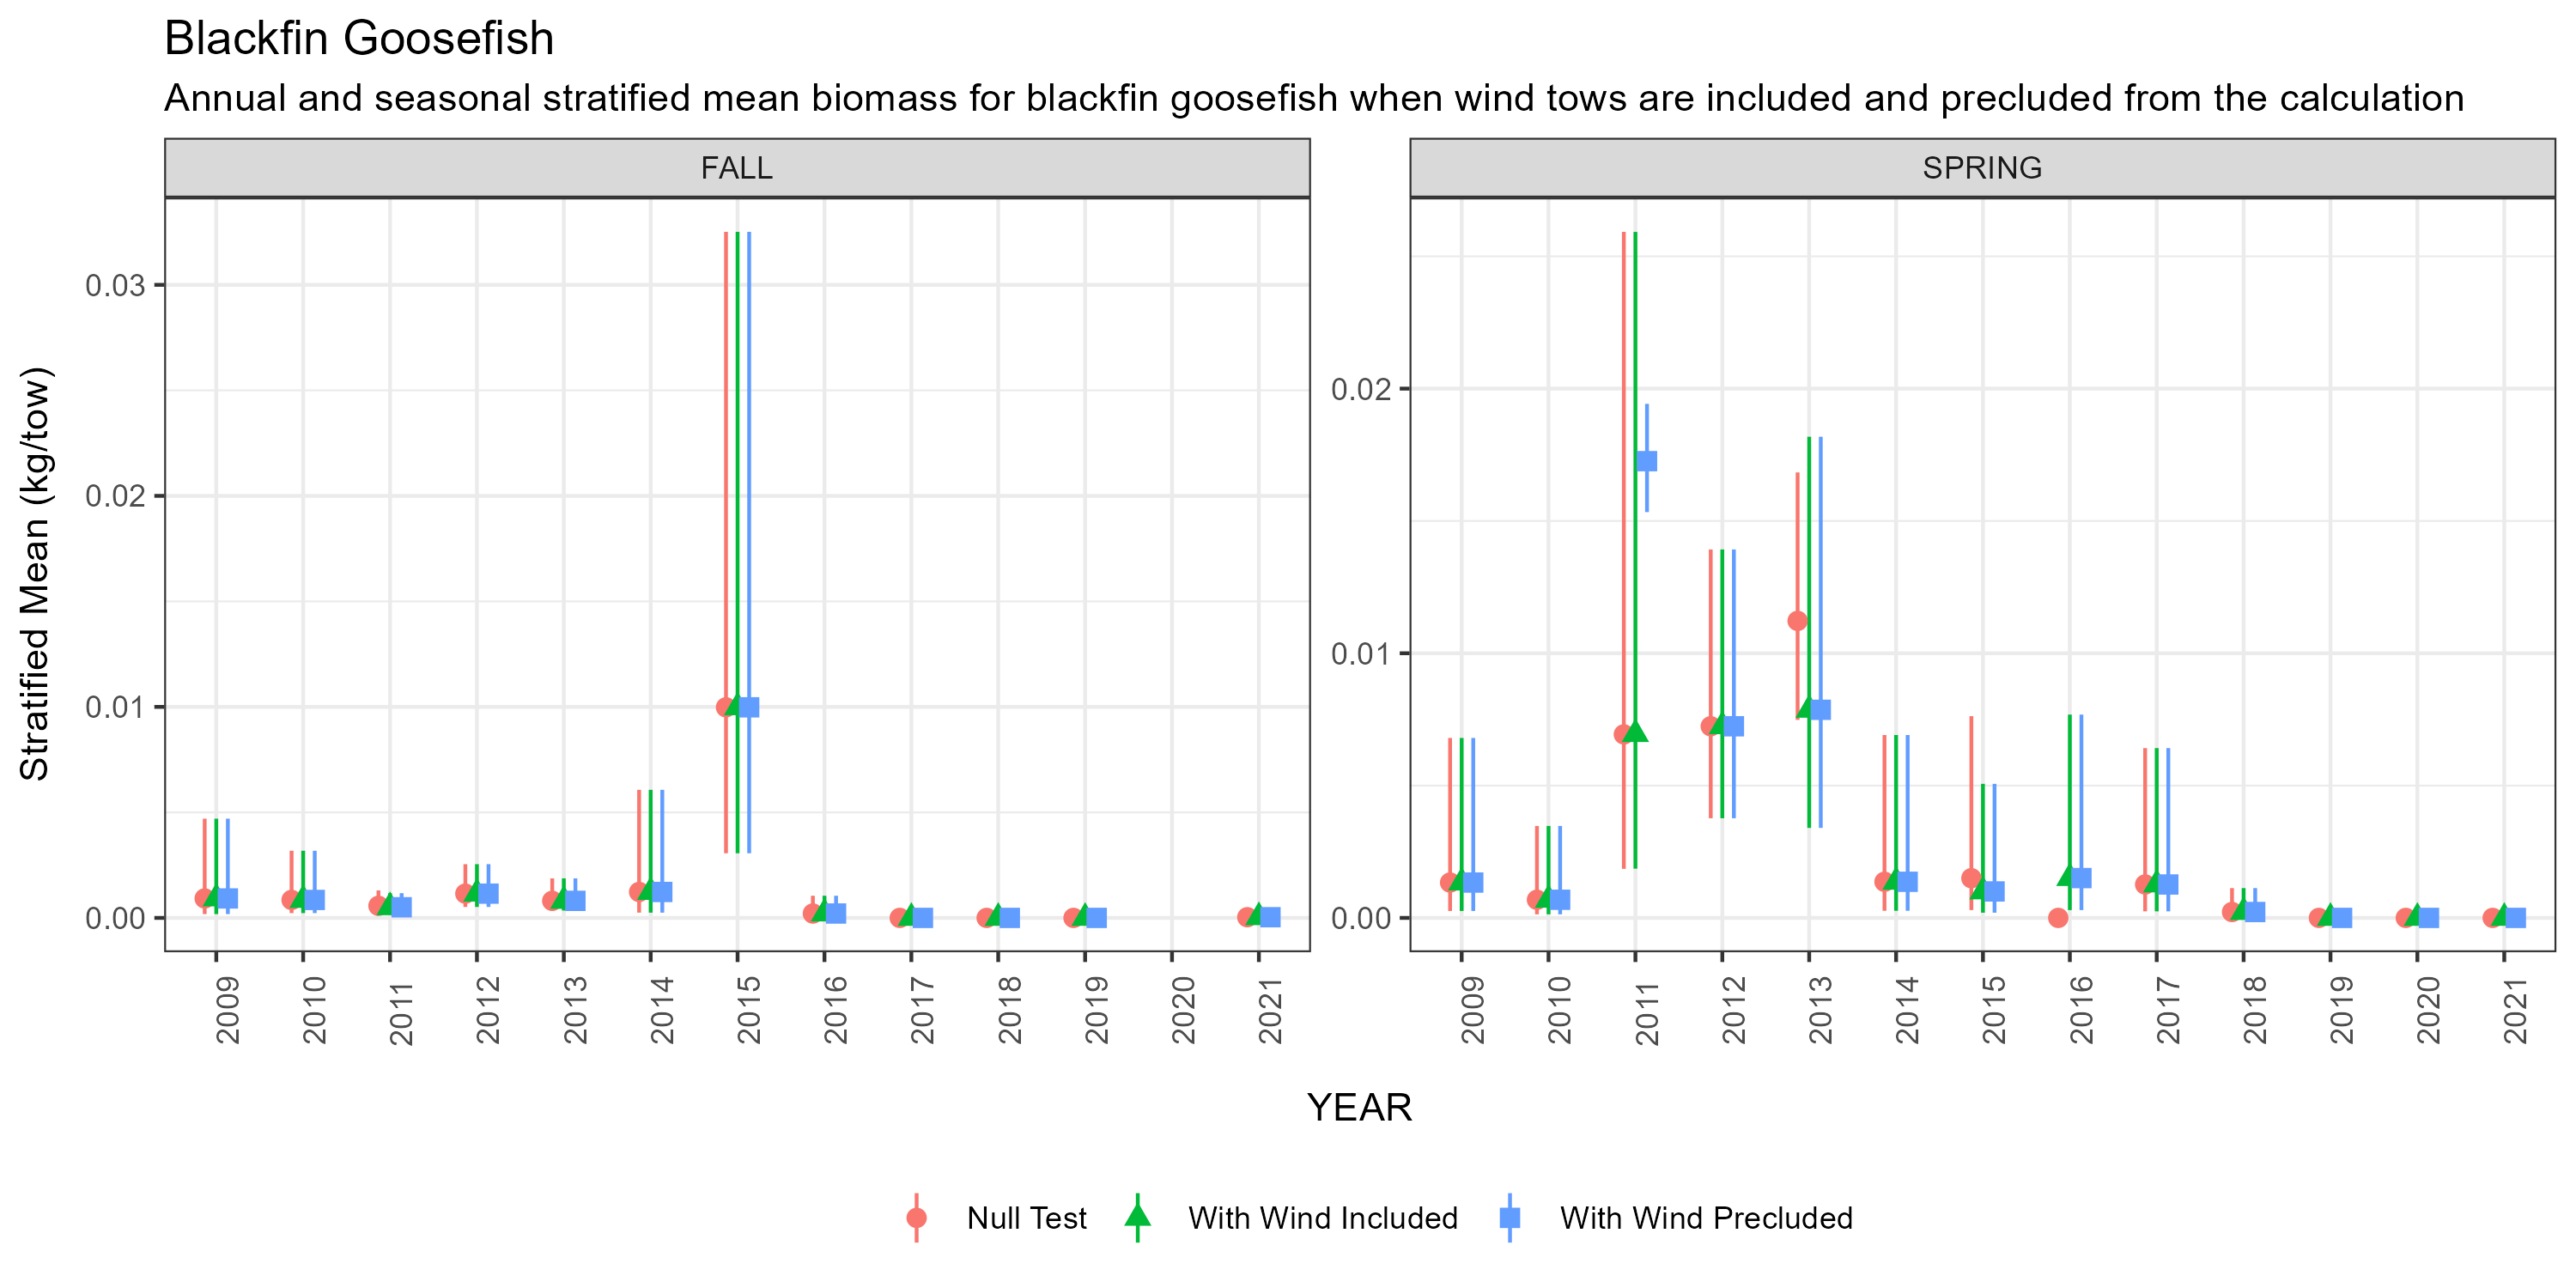 Blackfin Goosefish
Annual and seasonal stratified mean biomass for blackfin goosefish when wind tows are included and precluded from the calculation
FALL
SPRING
Stratified Mean (kg/tow)
0.03
0.02
0.01
0.00
0.02
0.01
0.00
2009 2010 2011 2012 2013 2014 2015 2016 2017 2018 2019 2020 2021
2009 2010 2011 2012 2013 2014 2015 2016 2017 2018 2019 2020 2021
YEAR
Null Test With Wind Included With Wind Precluded